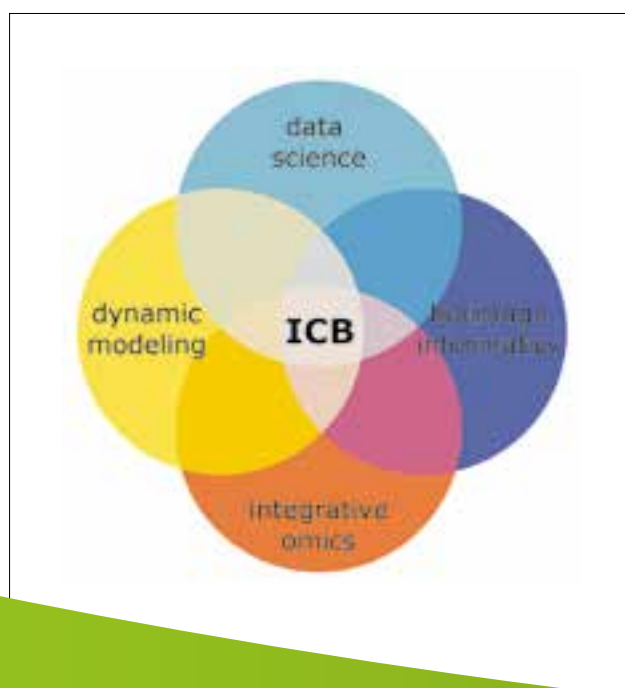 data
science
dynamic
modeling
ICB
integrative
omics